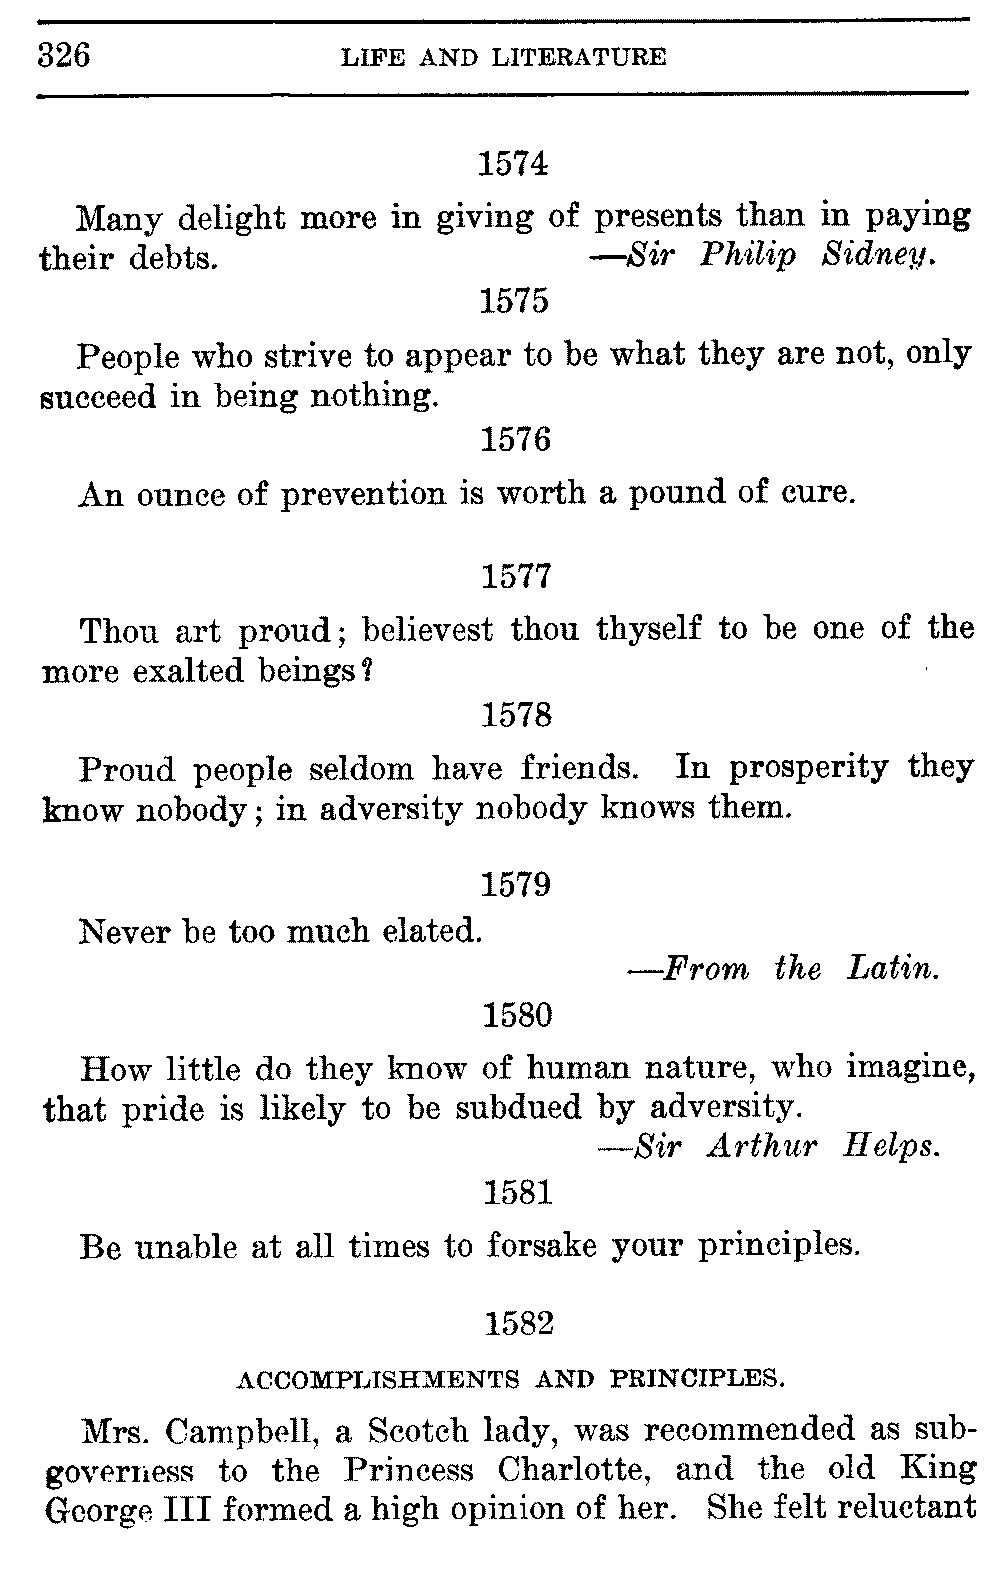 326 LIFE AND LITERATURE
1574
Many delight more in giving of presents than in paying
their debts. —Sir Philip Sidney.
1575
People who strive to appear to be what they are not, only
succeed in being nothing.
1576
An ounce of prevention is worth a pound of cure.
1577
Thou art proud; believest thou thyself to be one of the
more exalted beings?
1578
Proud people seldom have friends. In prosperity they
know nobody; in adversity nobody knows them.
1579
Never be too much elated.
—From the Latin.
1580
How little do they know of human nature, who imagine,
that pride is likely to be subdued by adversity.
—Sir Arthur Helps.
1581
Be unable at all times to forsake your principles.
1582
ACCOMPLISHMENTS AND PRINCIPLES.
Mrs. Campbell, a Scotch lady, was recommended as sub-
governess to the Princess Charlotte, and the old King
George III formed a high opinion of her. She felt reluctant